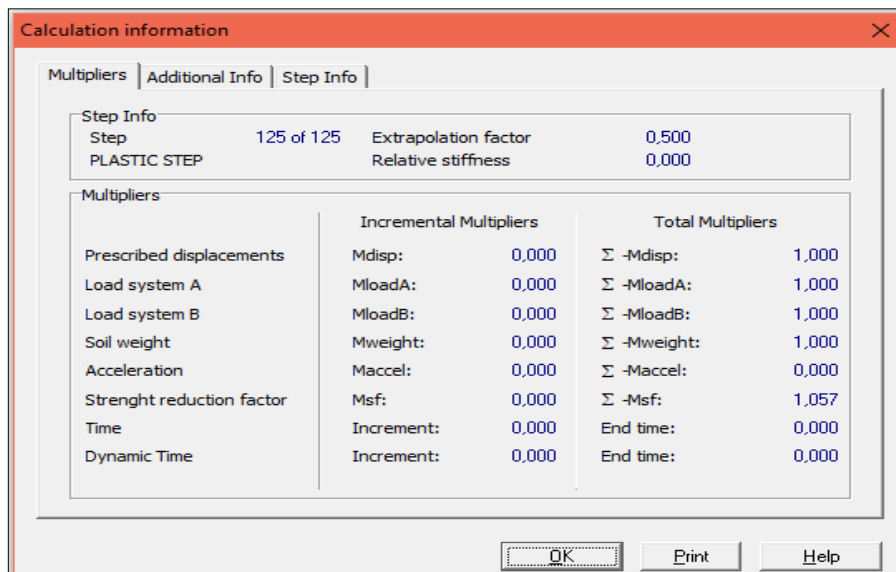 Calculation information
Multipliers Additional Info Step Info
Step Info
Step 125 of 125 Extrapolation factor 0,500
PLASTIC STEP Relative stiffness 0,000
Multipliers
Incremental Multipliers Total Multipliers
Prescribed displacements Mdisp: 0,000 Σ -Mdisp: 1,000
Load system A MloadA: 0,000 Σ -MloadA: 1,000
Load system B MloadB: 0,000 Σ -MloadB: 1,000
Soil weight Mweight: 0,000 Σ -Mweight: 1,000
Acceleration Maccel: 0,000 Σ -Maccel: 0,000
Strenght reduction factor Msf: 0,000 Σ -Msf: 1,057
Time Increment: 0,000 End time: 0,000
Dynamic Time Increment: 0,000 End time: 0,000
OK Print Help